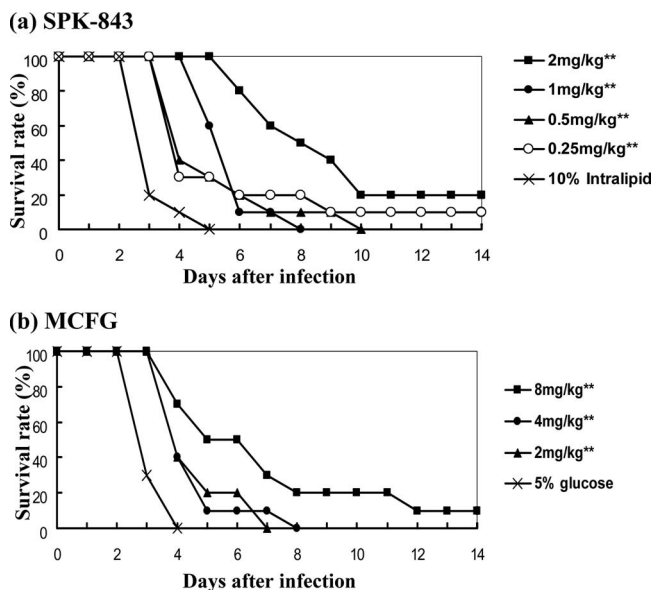 (a) SPK-843
Survival rate (%)
100
80
60
40
20
0
0 2 4 6 8 10 12 14
Days after infection
2mg/kg**
1mg/kg**
0.5mg/kg**
0.25mg/kg**
10% Intralipid
(b) MCFG
Survival rate (%)
100
80
60
40
20
0
0 2 4 6 8 10 12 14
Days after infection
8mg/kg**
4mg/kg**
2mg/kg**
5% glucose